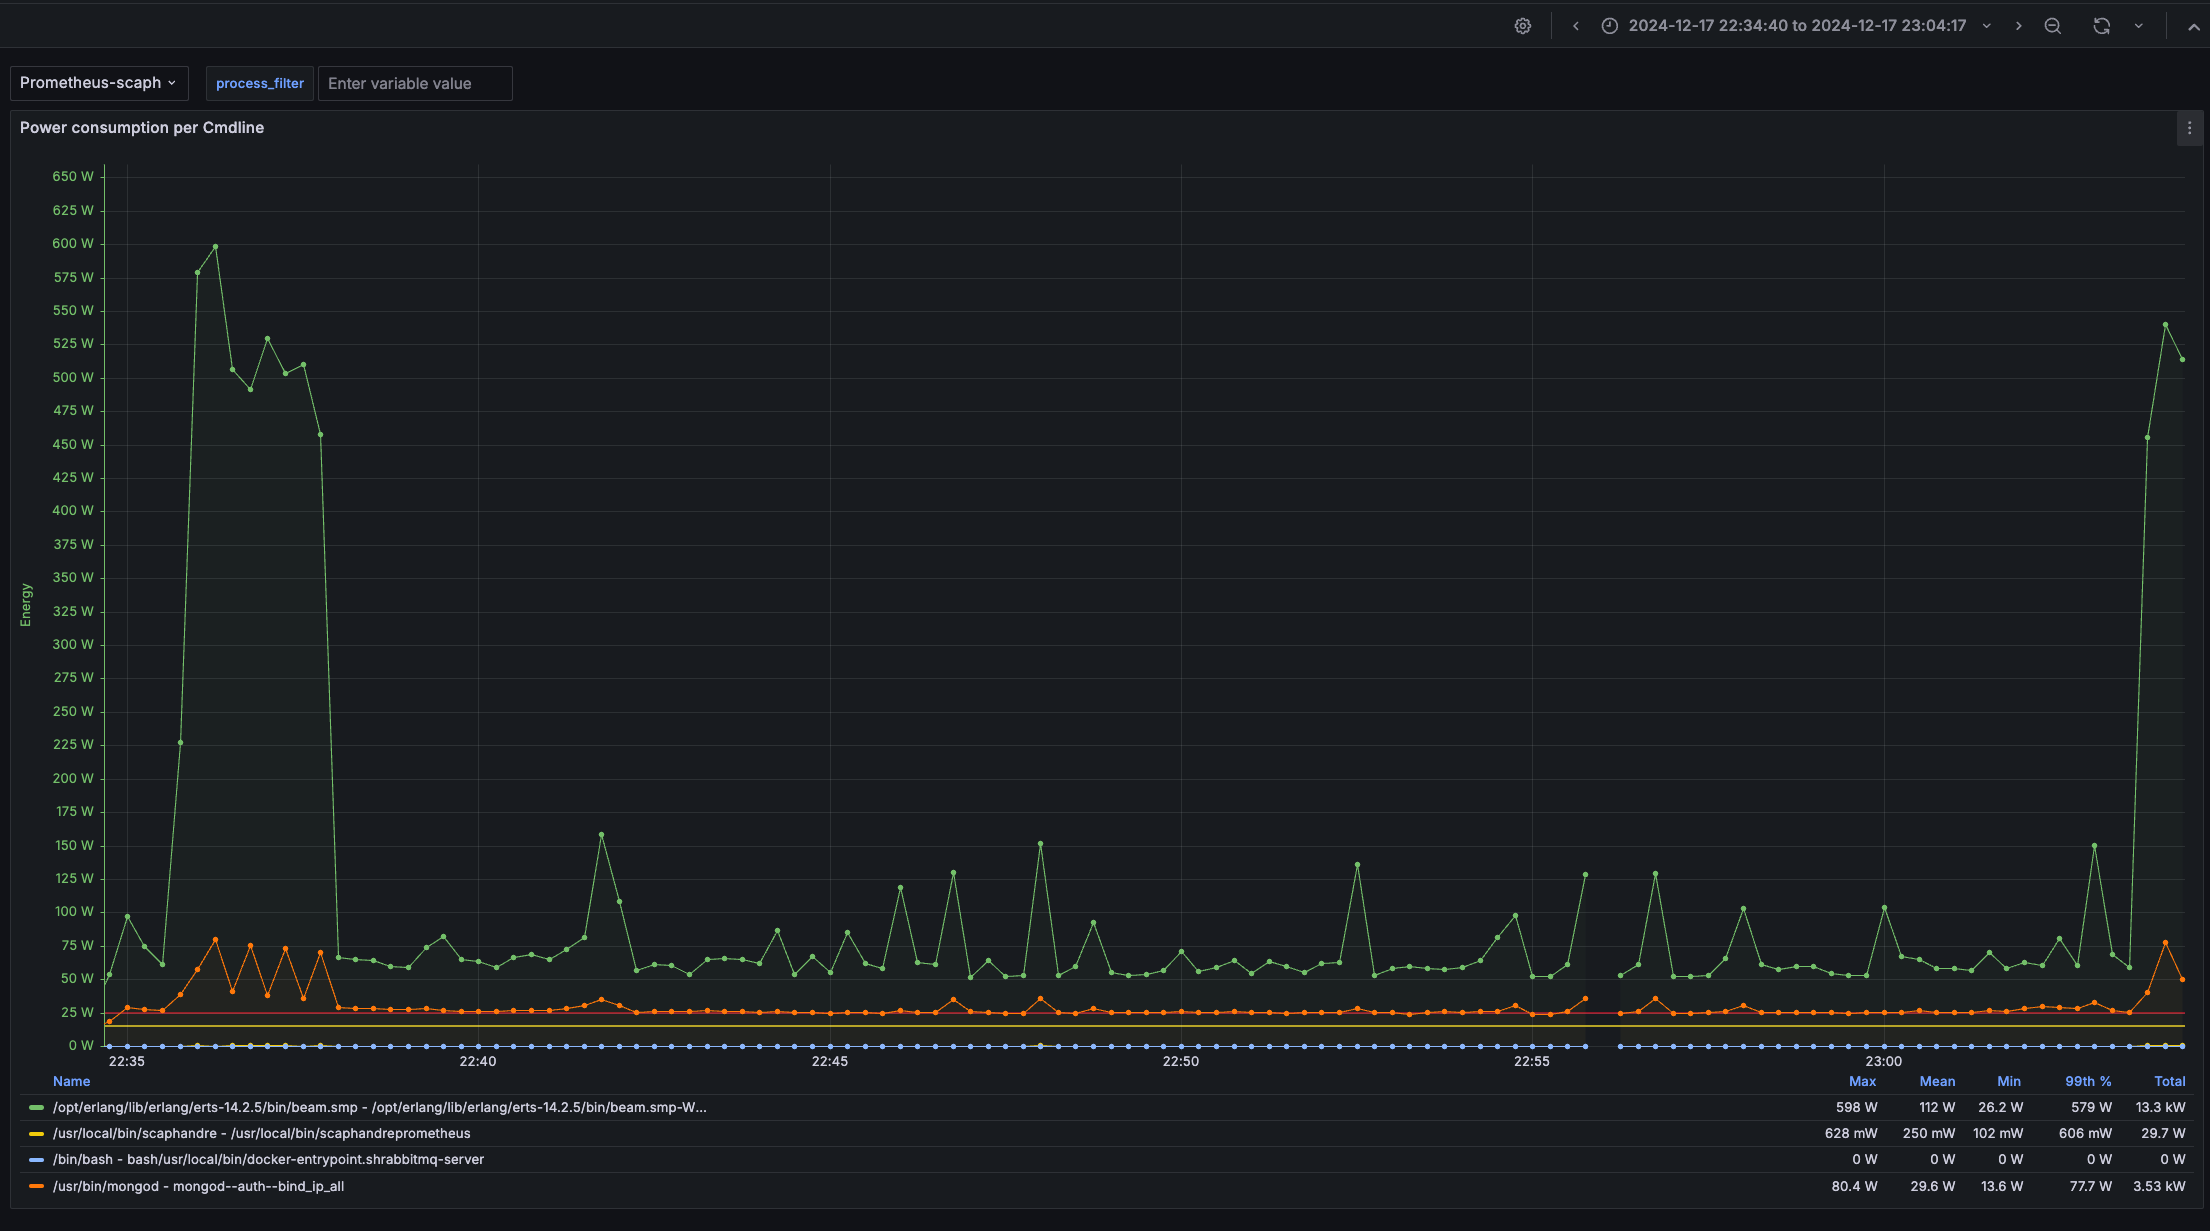 2024-12-17 22:34:40 to 2024-12-17 23:04:17
Prometheus-scaph process_filter Enter variable value
Power consumption per Cmdline
Energy
650 W
625 W
600 W
575 W
550 W
525 W
500 W
475 W
450 W
425 W
400 W
375 W
350 W
325 W
300 W
275 W
250 W
225 W
200 W
175 W
150 W
125 W
100 W
75 W
50 W
25 W
0 W
22:35 22:40 22:45 22:50 22:55 23:00
Name Max Mean Min 99th % Total
/opt/erlang/lib/erlang/erts-14.2.5/bin/beam.smp - /opt/erlang/lib/erlang/erts-14.2.5/bin/beam.smp-W... 598 W 112 W 26.2 W 579 W 13.3 kW
/usr/local/bin/scaphandre - /usr/local/bin/scaphandreprometheus 628 mW 250 mW 102 mW 606 mW 29.7 W
/bin/bash - bash/usr/local/bin/docker-entrypoint.shrabbitmq-server 0 W 0 W 0 W 0 W 0 W
/usr/bin/mongod - mongod--auth--bind_ip_all 80.4 W 29.6 W 13.6 W 77.7 W 3.53 kW